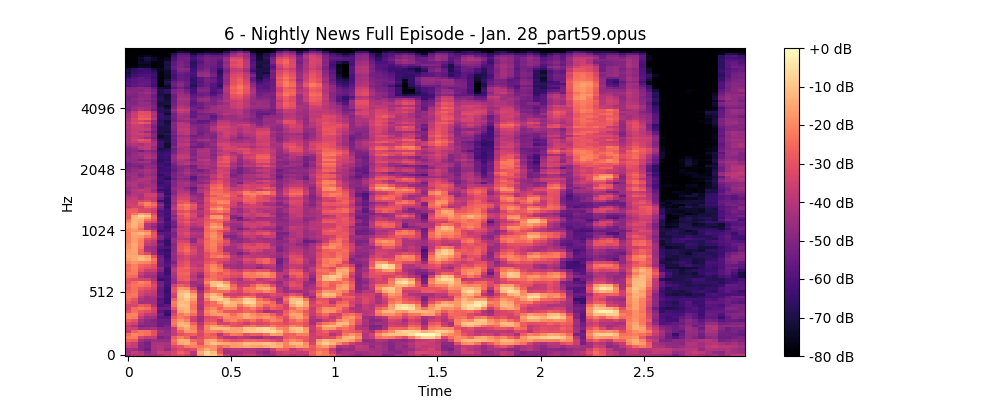 6 - Nightly News Full Episode - Jan. 28_part59.opus
+0 dB
-10 dB
-20 dB
-30 dB
-40 dB
-50 dB
-60 dB
-70 dB
-80 dB
Hz
4096
2048
1024
512
0
0 0.5 1 1.5 2 2.5
Time